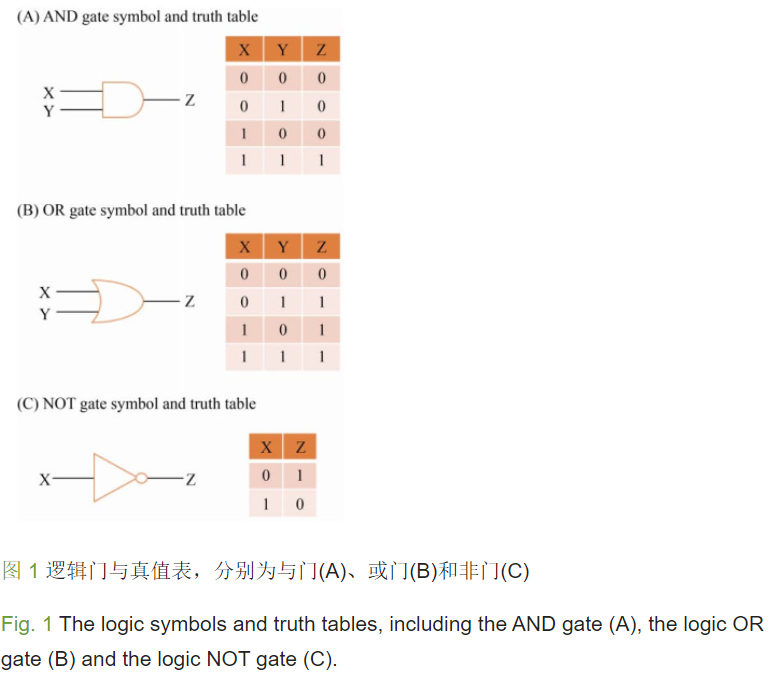 (A) AND gate symbol and truth table
X Y Z
0 0 0
X
Y
Z
0 1 0
1 0 0
1 1 1
(B) OR gate symbol and truth table
X Y Z
0 0 0
X
Y
Z
0 1 1
1 0 1
1 1 1
(C) NOT gate symbol and truth table
X Z
X
Z
0 1
1 0
图 1 逻辑门与真值表，分别为与门(A)、或门(B)和非门(C)
Fig. 1 The logic symbols and truth tables, including the AND gate (A), the logic OR
gate (B) and the logic NOT gate (C).